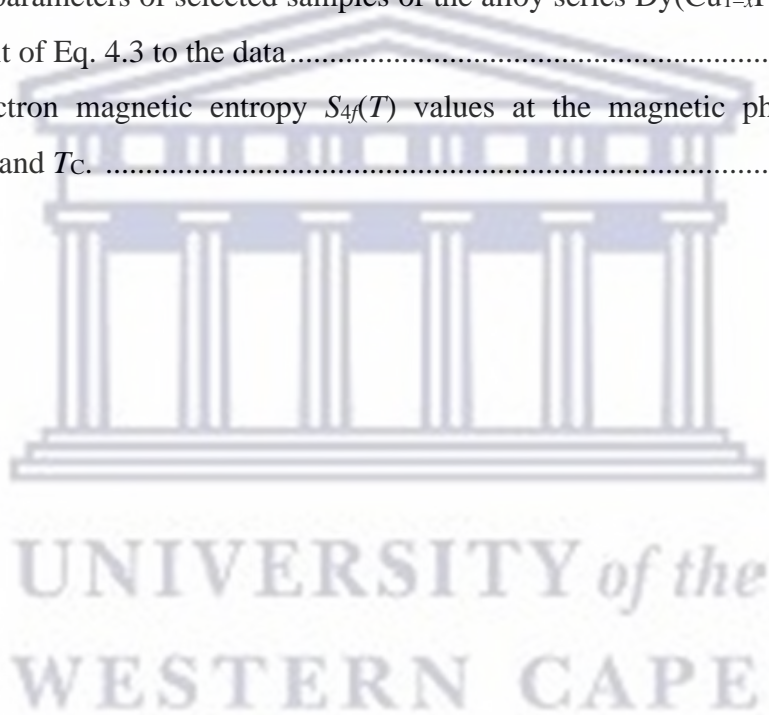 parameters of selected samples of the alloy series Dy(Cu1−x
t of Eq. 4.3 to the data..........................................................
ctron magnetic entropy S4f(T) values at the magnetic ph
and TC. ..................................................................................
UNIVERSITY of the
WESTERN CAPE